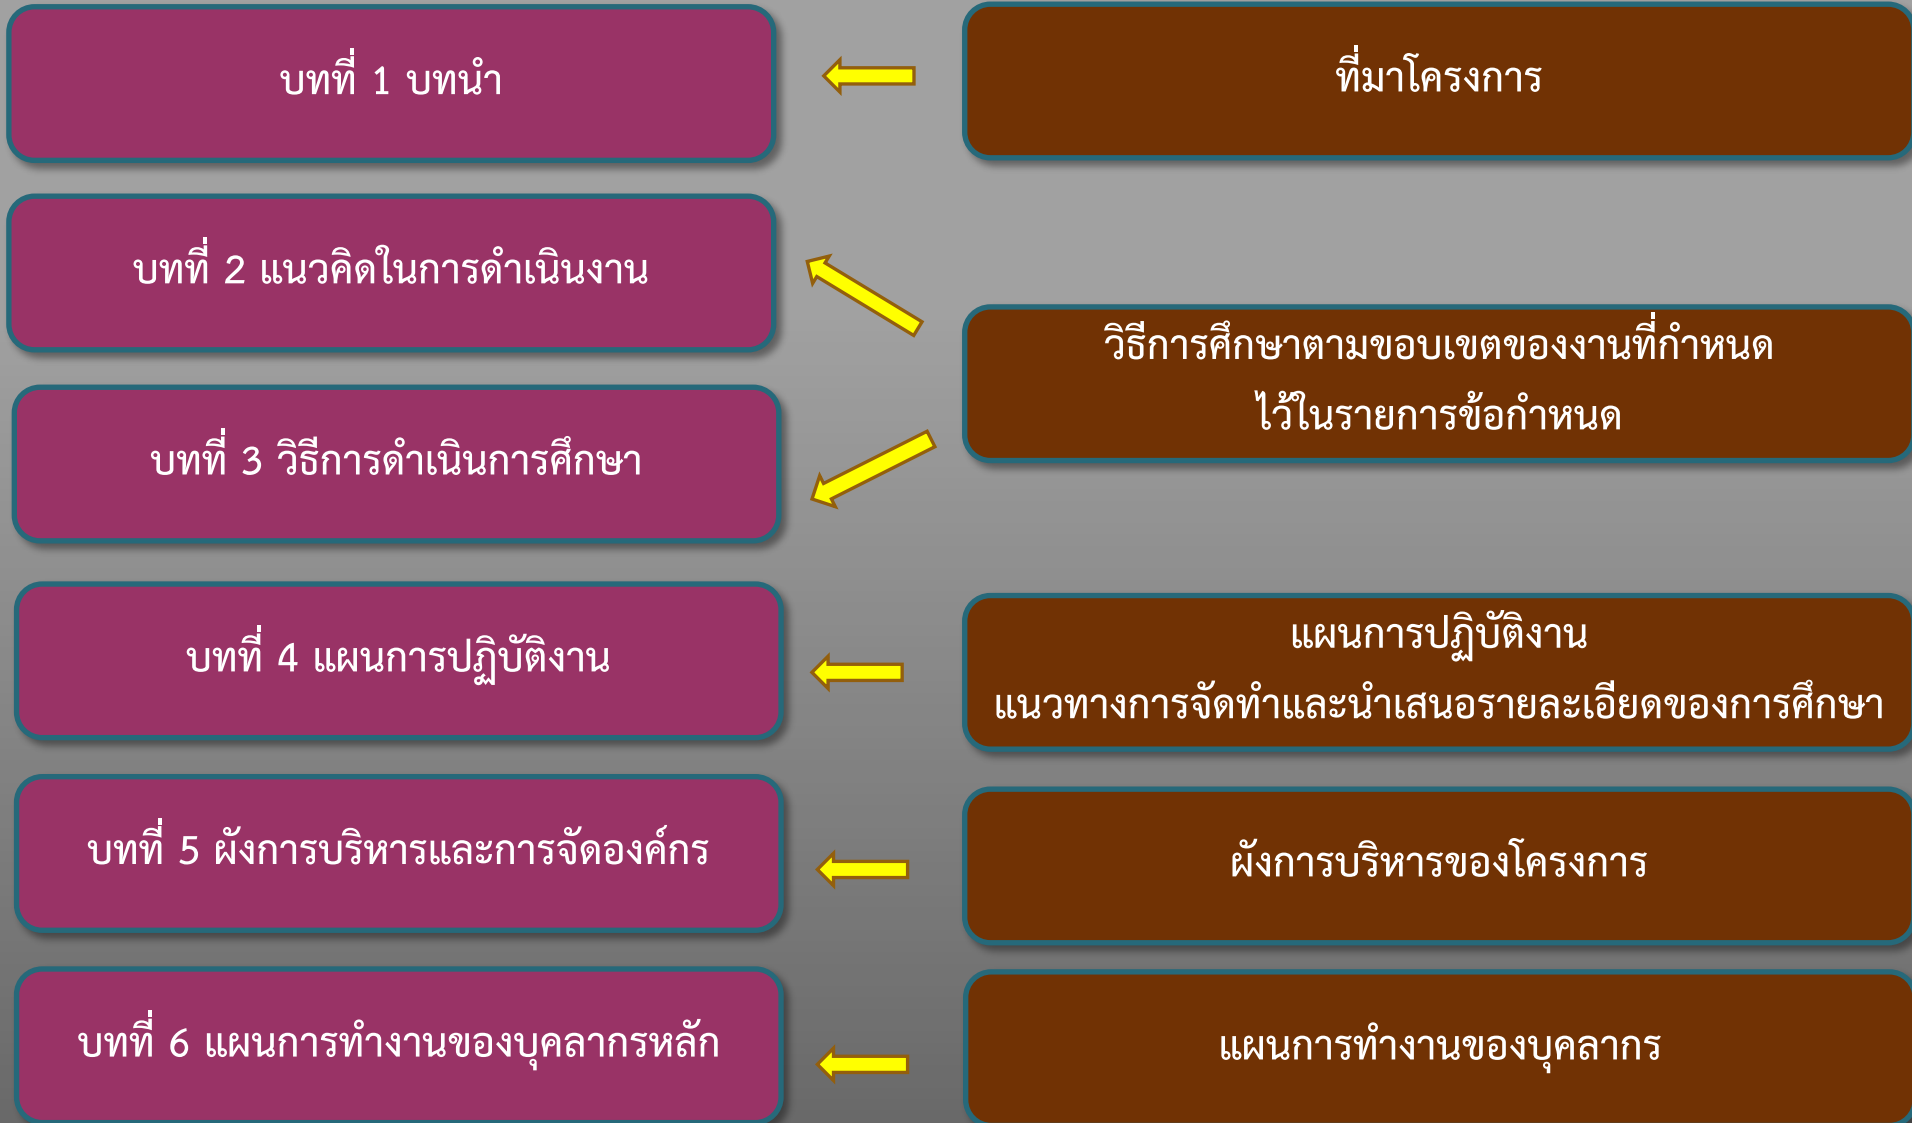 บทที่ 1 บทนำ
ที่มาโครงการ
บทที่ 2 แนวคิดในการดำเนินงาน
วิธีการศึกษาตามขอบเขตของงานที่กำหนด
ไว้ในรายการข้อกำหนด
บทที่ 3 วิธีการดำเนินการศึกษา
บทที่ 4 แผนการปฏิบัติงาน
แผนการปฏิบัติงาน
แนวทางการจัดทำและนำเสนอรายละเอียดของการศึกษา
บทที่ 5 ผังการบริหารและการจัดองค์กร
ผังการบริหารของโครงการ
บทที่ 6 แผนการทำงานของบุคลากรหลัก
แผนการทำงานของบุคลากร